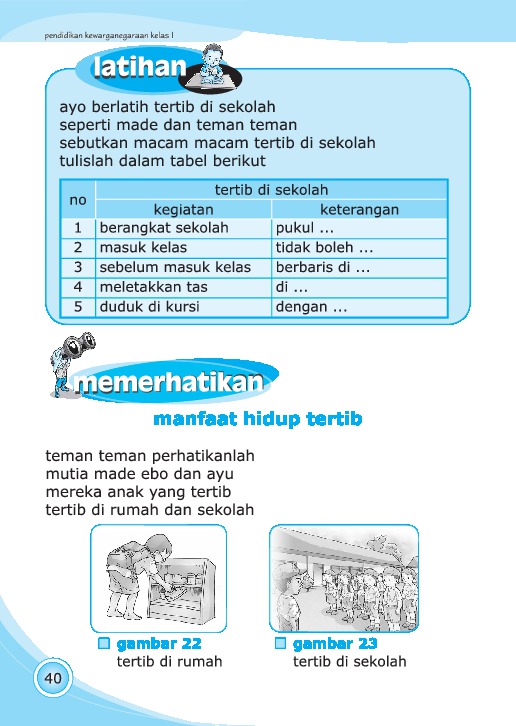 pendidikan kewarganegaraan kelas I
latihan
ayo berlatih tertib di sekolah
seperti made dan teman teman
sebutkan macam macam tertib di sekolah
tulislah dalam tabel berikut
no
tertib di sekolah
kegiatan keterangan
1 berangkat sekolah pukul ...
2 masuk kelas tidak boleh ...
3 sebelum masuk kelas berbaris di ...
4 meletakkan tas di ...
5 duduk di kursi dengan ...
memerhatikan
manfaat hidup tertib
teman teman perhatikanlah
mutia made ebo dan ayu
mereka anak yang tertib
tertib di rumah dan sekolah
gambar 22
tertib di rumah
gambar 23
tertib di sekolah
40